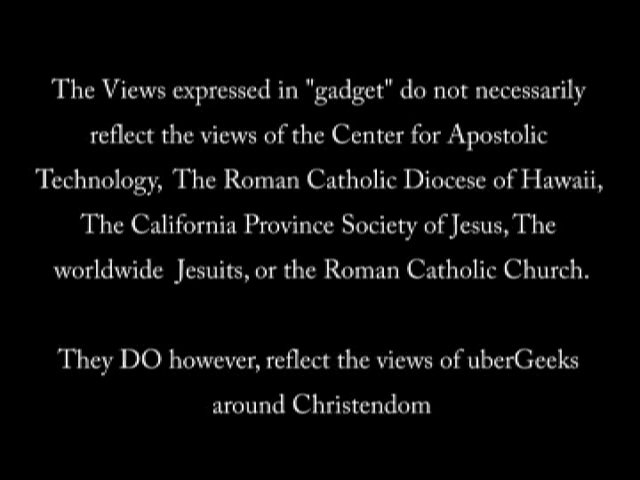 The Views expressed in "gadget" do not necessarily
reflect the views of the Center for Apostolic
Technology, The Roman Catholic Diocese of Hawaii,
The California Province Society of Jesus, The
worldwide Jesuits, or the Roman Catholic Church.
They DO however, reflect the views of uberGeeks
around Christendom